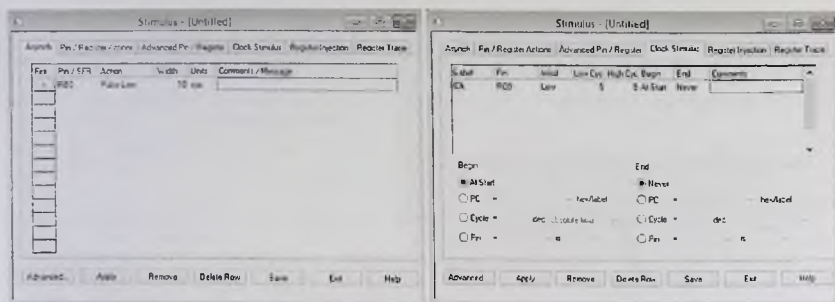 Stimulus - [Untitled]
Asynch Pin / Register Actions Advanced Pin / Register Clock Stimulus Register Injection Register Trace
Fire Pin / SFR Action Width Units Comments / Message
Pulse Low 10
Advanced... Apply Remove Delete Row Save Exit Help
Stimulus - [Untitled]
Asynch Pin / Register Actions Advanced Pin / Register Clock Stimulus Register Injection Register Trace
Label Pin Initial Low Cyc High Cyc Begin End Comments
Low 5 5 At Start Never
Begin End
At Start Never
PC = hex/label PC = hex/label
Cycle = dec Cycle = dec
Pin = is Pin = is
Advanced Apply Remove Delete Row Save Exit Help